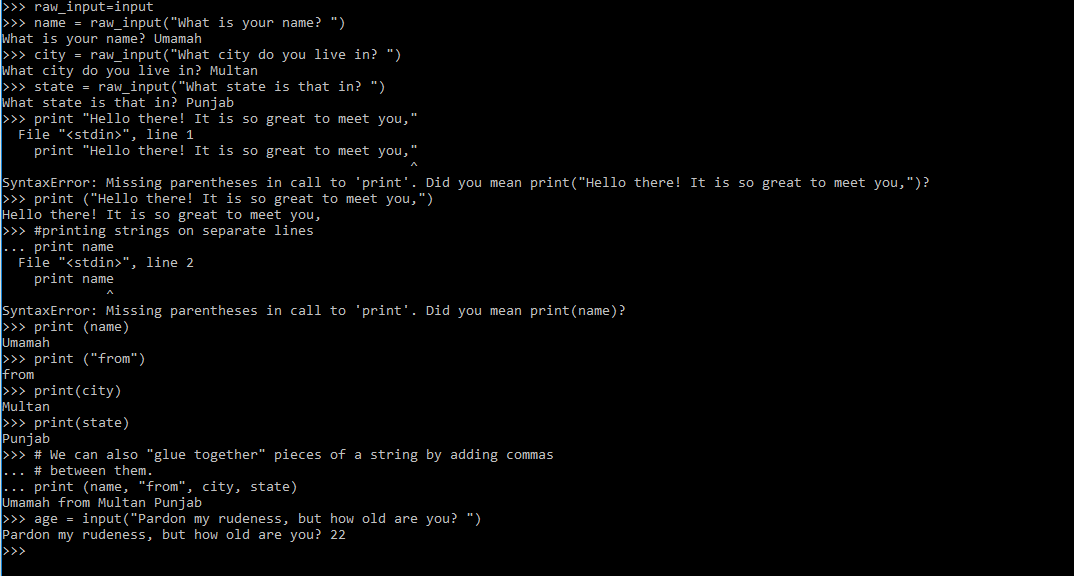 >>> raw_input=input
>>> name = raw_input("What is your name? ")
What is your name? Umamah
>>> city = raw_input("What city do you live in? ")
What city do you live in? Multan
>>> state = raw_input("What state is that in? ")
What state is that in? Punjab
>>> print "Hello there! It is so great to meet you,"
  File "<stdin>", line 1
    print "Hello there! It is so great to meet you,"
                                                   ^
SyntaxError: Missing parentheses in call to 'print'. Did you mean print("Hello there! It is so great to meet you,")?
>>> print ("Hello there! It is so great to meet you,")
Hello there! It is so great to meet you,
>>> #printing strings on separate lines
... print name
  File "<stdin>", line 2
    print name
             ^
SyntaxError: Missing parentheses in call to 'print'. Did you mean print(name)?
>>> print (name)
Umamah
>>> print ("from")
from
>>> print(city)
Multan
>>> print(state)
Punjab
>>> # We can also "glue together" pieces of a string by adding commas
... # between them.
... print (name, "from", city, state)
Umamah from Multan Punjab
>>> age = input("Pardon my rudeness, but how old are you? ")
Pardon my rudeness, but how old are you? 22
>>>